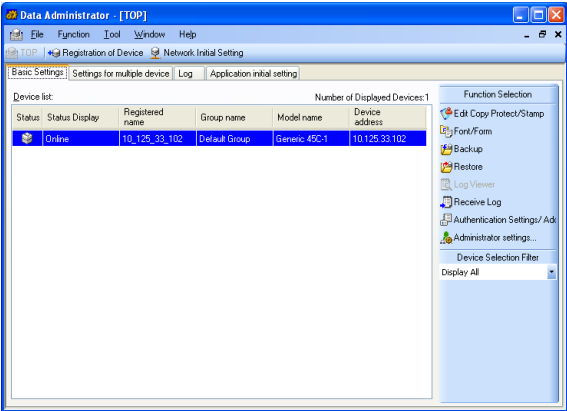 Data Administrator - [TOP]
File Function Tool Window Help
TOP Registration of Device Network Initial Setting
Basic Settings Settings for multiple device Log Application initial setting
Device list: Number of Displayed Devices:1
Status Status Display Registered name Group name Model name Device address
Online 10_125_33_102 Default Group Generic 45C-1 10.125.33.102
Function Selection
Edit Copy Protect/Stamp
Font/Form
Backup
Restore
Log Viewer
Receive Log
Authentication Settings/ Add
Administrator settings...
Device Selection Filter
Display All